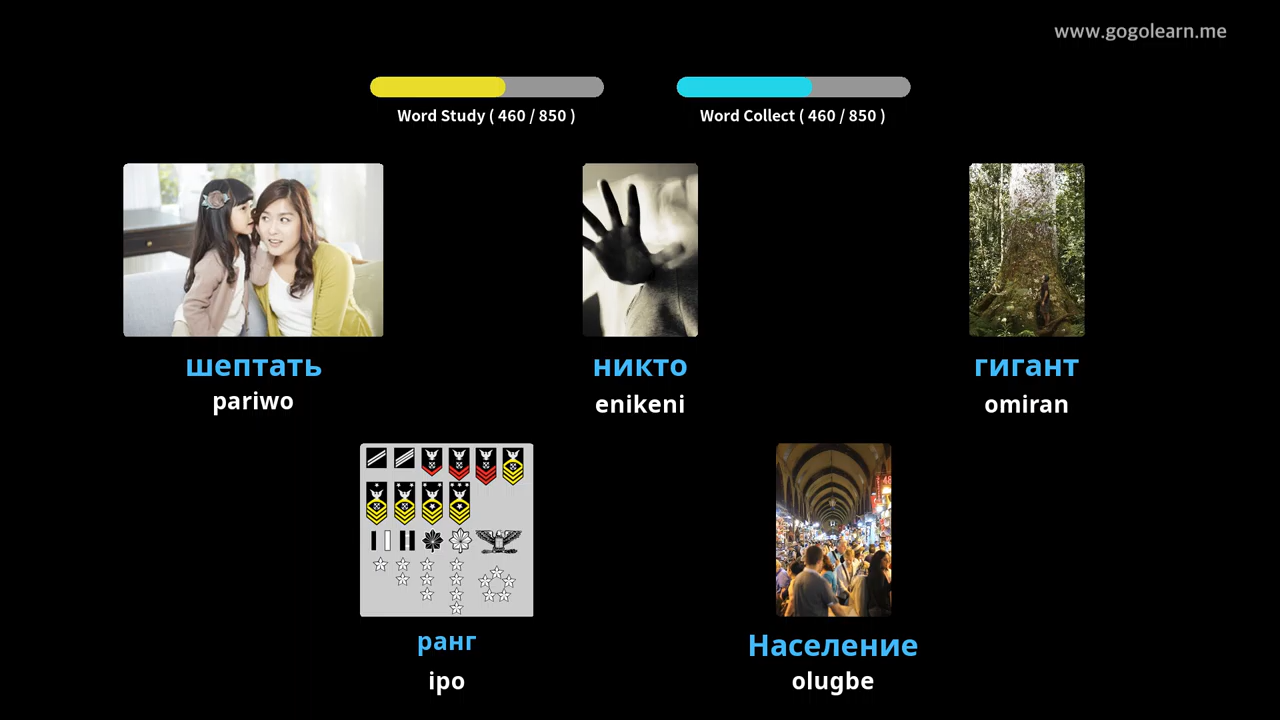 www.gogolearn.me
Word Study ( 460 / 850 )
Word Collect ( 460 / 850 )
шептать
pariwo
никто
enikeni
гигант
omiran
ранг
ipo
Население
olugbe